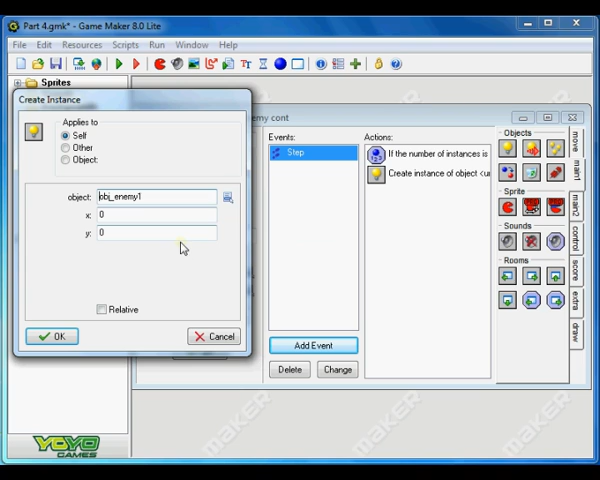 Part 4.gmk* - Game Maker 8.0 Lite
File Edit Resources Scripts Run Window Help
Sprites
Create Instance
Applies to
Self
Other
Object:
object: obj_enemy1
x: 0
y: 0
Relative
OK
Cancel
emy cont
Events:
Step
Add Event
Delete
Change
Actions:
If the number of instances is
Create instance of object
Objects
Sprite
Sounds
Rooms
move
main1
main2
control
score
extra
draw
YOYO
GAMES
maker
maker
maker
maker